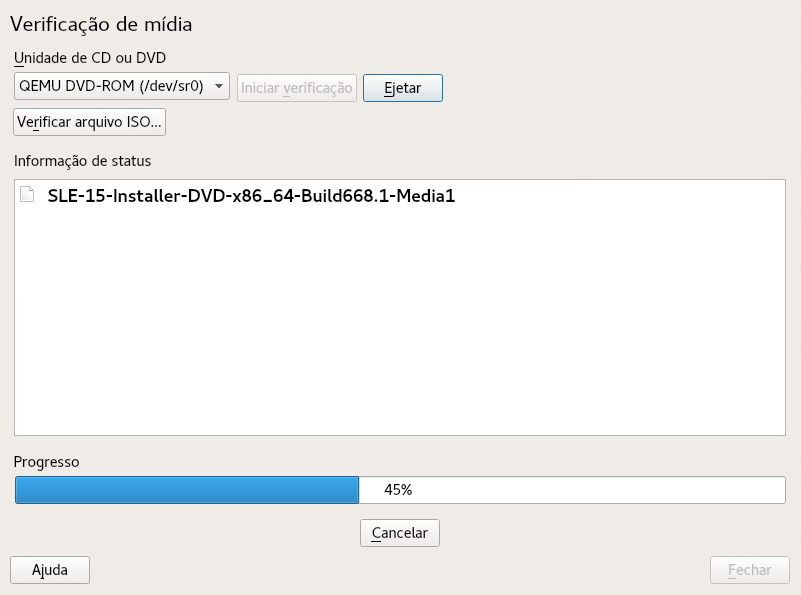 Verificação de mídia
Unidade de CD ou DVD
QEMU DVD-ROM (/dev/sr0) Iniciar verificação Ejetar
Verificar arquivo ISO...
Informação de status
SLE-15-Installer-DVD-x86_64-Build668.1-Media1
Progresso
45%
Cancelar
Ajuda Fechar